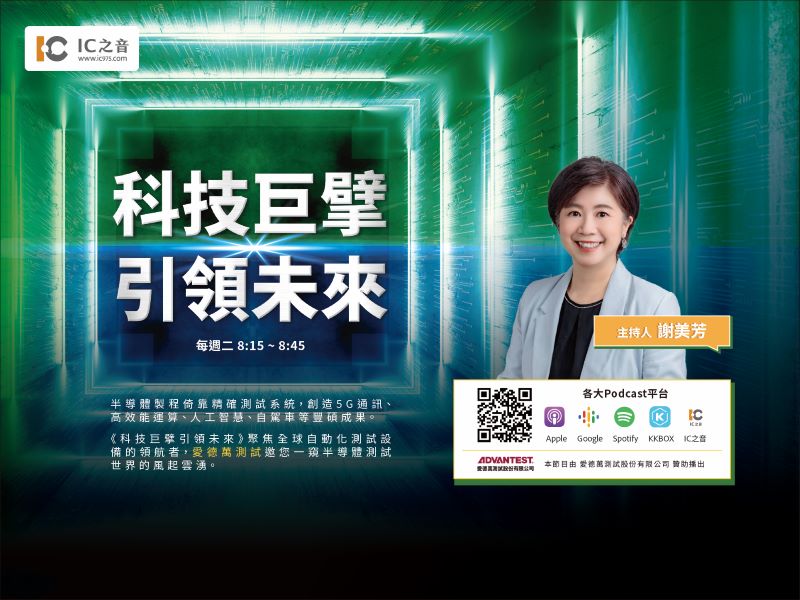 IC之音
www.ic975.com
科技巨擘
引領未來
每週二 8:15 ~ 8:45
半導體製程倚靠精確測試系統，創造5G通訊、
高效能運算、人工智慧、自駕車等豐碩成果。
《科技巨擘引領未來》聚焦全球自動化測試設
備的領航者，愛德萬測試邀您一窺半導體測試
世界的風起雲湧。
主持人 謝美芳
各大Podcast平台
IC之音
Apple Google Spotify KKBOX IC之音
ADVANTEST
愛德萬測試股份有限公司
本節目由 愛德萬測試股份有限公司 贊助播出